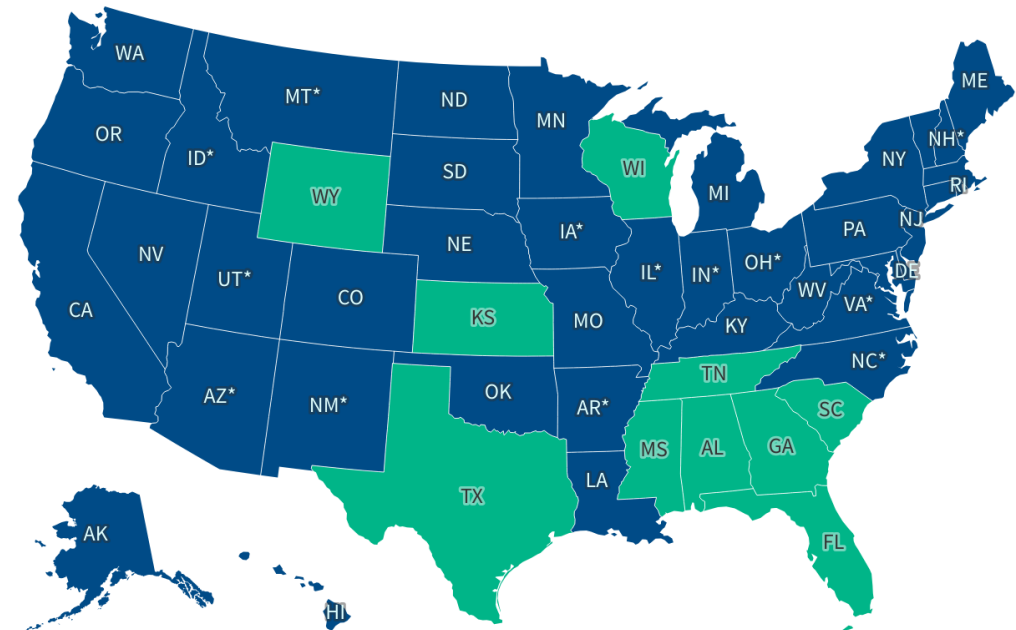 WA
MT*
ND
MN
ME
OR
ID*
SD
WI
NH*
NY
WY
MI
RI
NE
IA*
PA
NJ
NV
UT*
CO
IL*
IN*
OH*
DE
CA
KS
MO
WV
VA*
KY
AZ*
NM*
OK
AR*
TN
NC*
SC
TX
LA
MS
AL
GA
AK
FL
HI